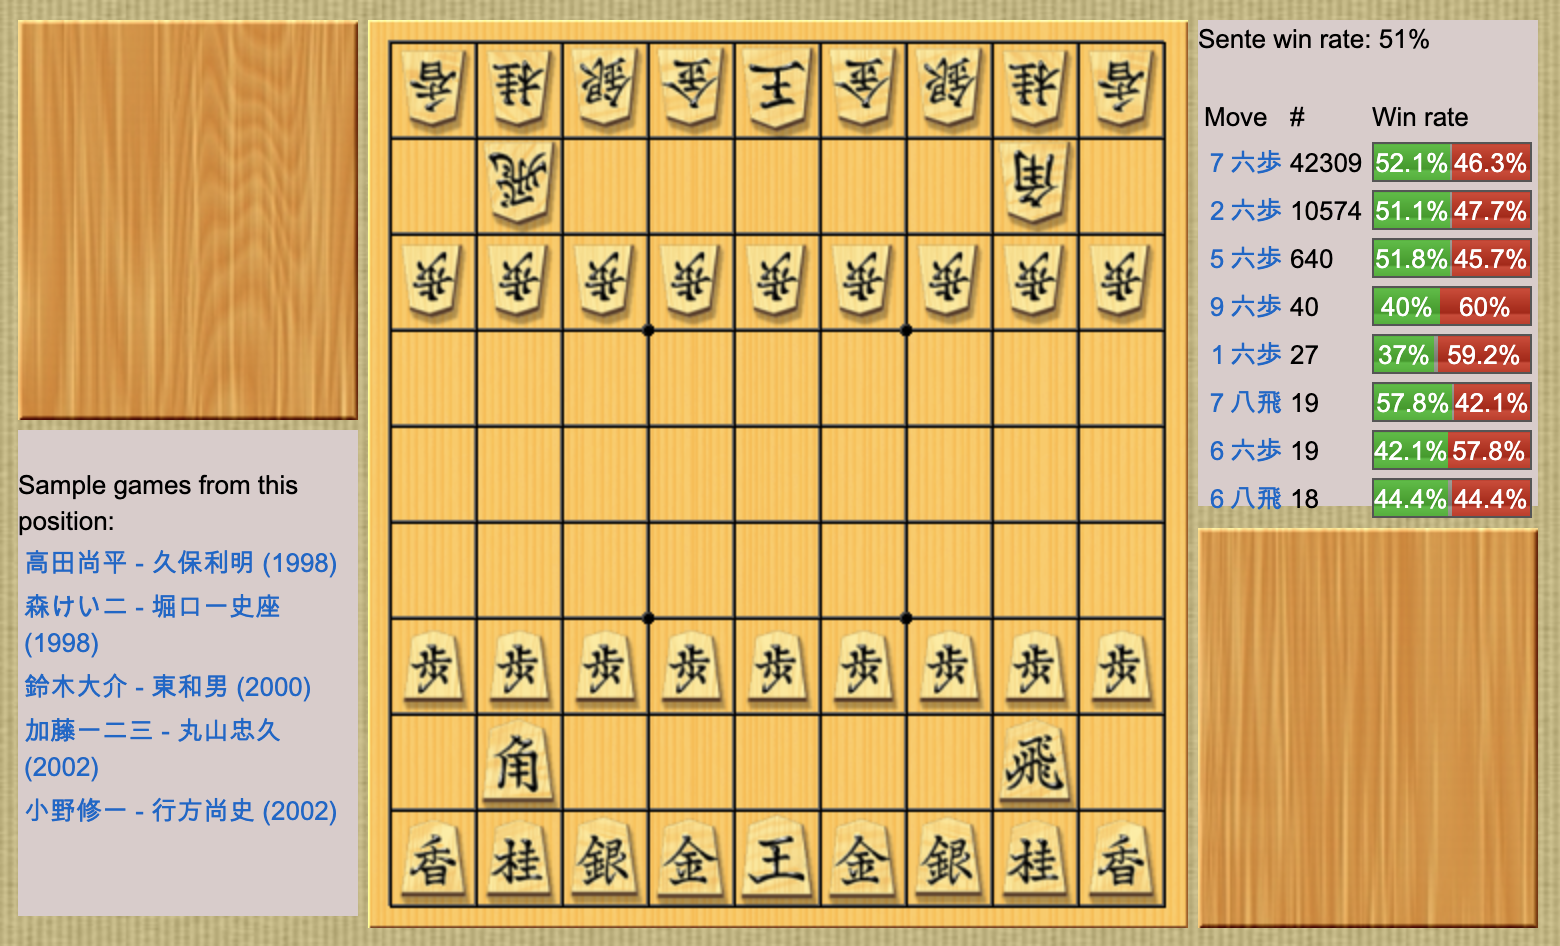 香 桂 銀 金 王 金 銀 桂 香
飛 角
歩 歩 歩 歩 歩 歩 歩 歩 歩
歩 歩 歩 歩 歩 歩 歩 歩 歩
角 飛
香 桂 銀 金 王 金 銀 桂 香
Sample games from this
position:
高田尚平 - 久保利明 (1998)
森けい二 - 堀口一史座
(1998)
鈴木大介 - 東和男 (2000)
加藤一二三 - 丸山忠久
(2002)
小野修一 - 行方尚史 (2002)
Sente win rate: 51%
Move # Win rate
7 六歩 42309 52.1% 46.3%
2 六歩 10574 51.1% 47.7%
5 六歩 640 51.8% 45.7%
9 六歩 40 40% 60%
1 六歩 27 37% 59.2%
7 八飛 19 57.8% 42.1%
6 六歩 19 42.1% 57.8%
6 八飛 18 44.4% 44.4%